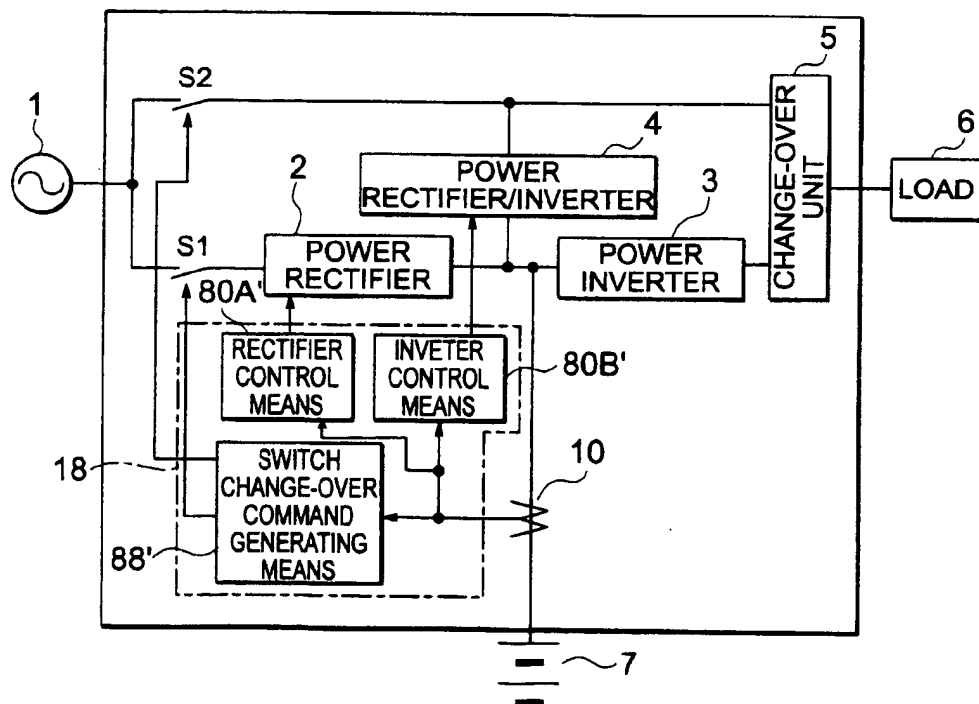 5
S2
1
4
6
POWER
RECTIFIER/INVERTER
CHANGE-OVER
UNIT
LOAD
2
3
S1
POWER
RECTIFIER
POWER
INVERTER
80A'
RECTIFIER
CONTROL
MEANS
INVETER
CONTROL
MEANS
80B'
10
18
SWITCH
CHANGE-OVER
COMMAND
GENERATING
MEANS
88'
7